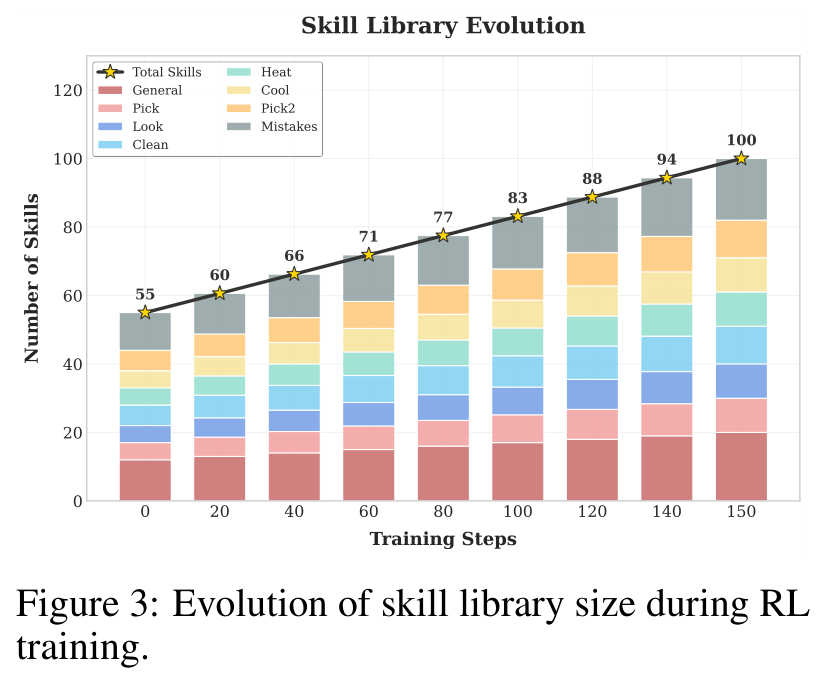 Skill Library Evolution
Total Skills
General
Pick
Look
Clean
Heat
Cool
Pick2
Mistakes
Number of Skills
120
100
80
60
40
20
0
55
60
66
71
77
83
88
94
100
0 20 40 60 80 100 120 140 150
Training Steps
Figure 3: Evolution of skill library size during RL
training.